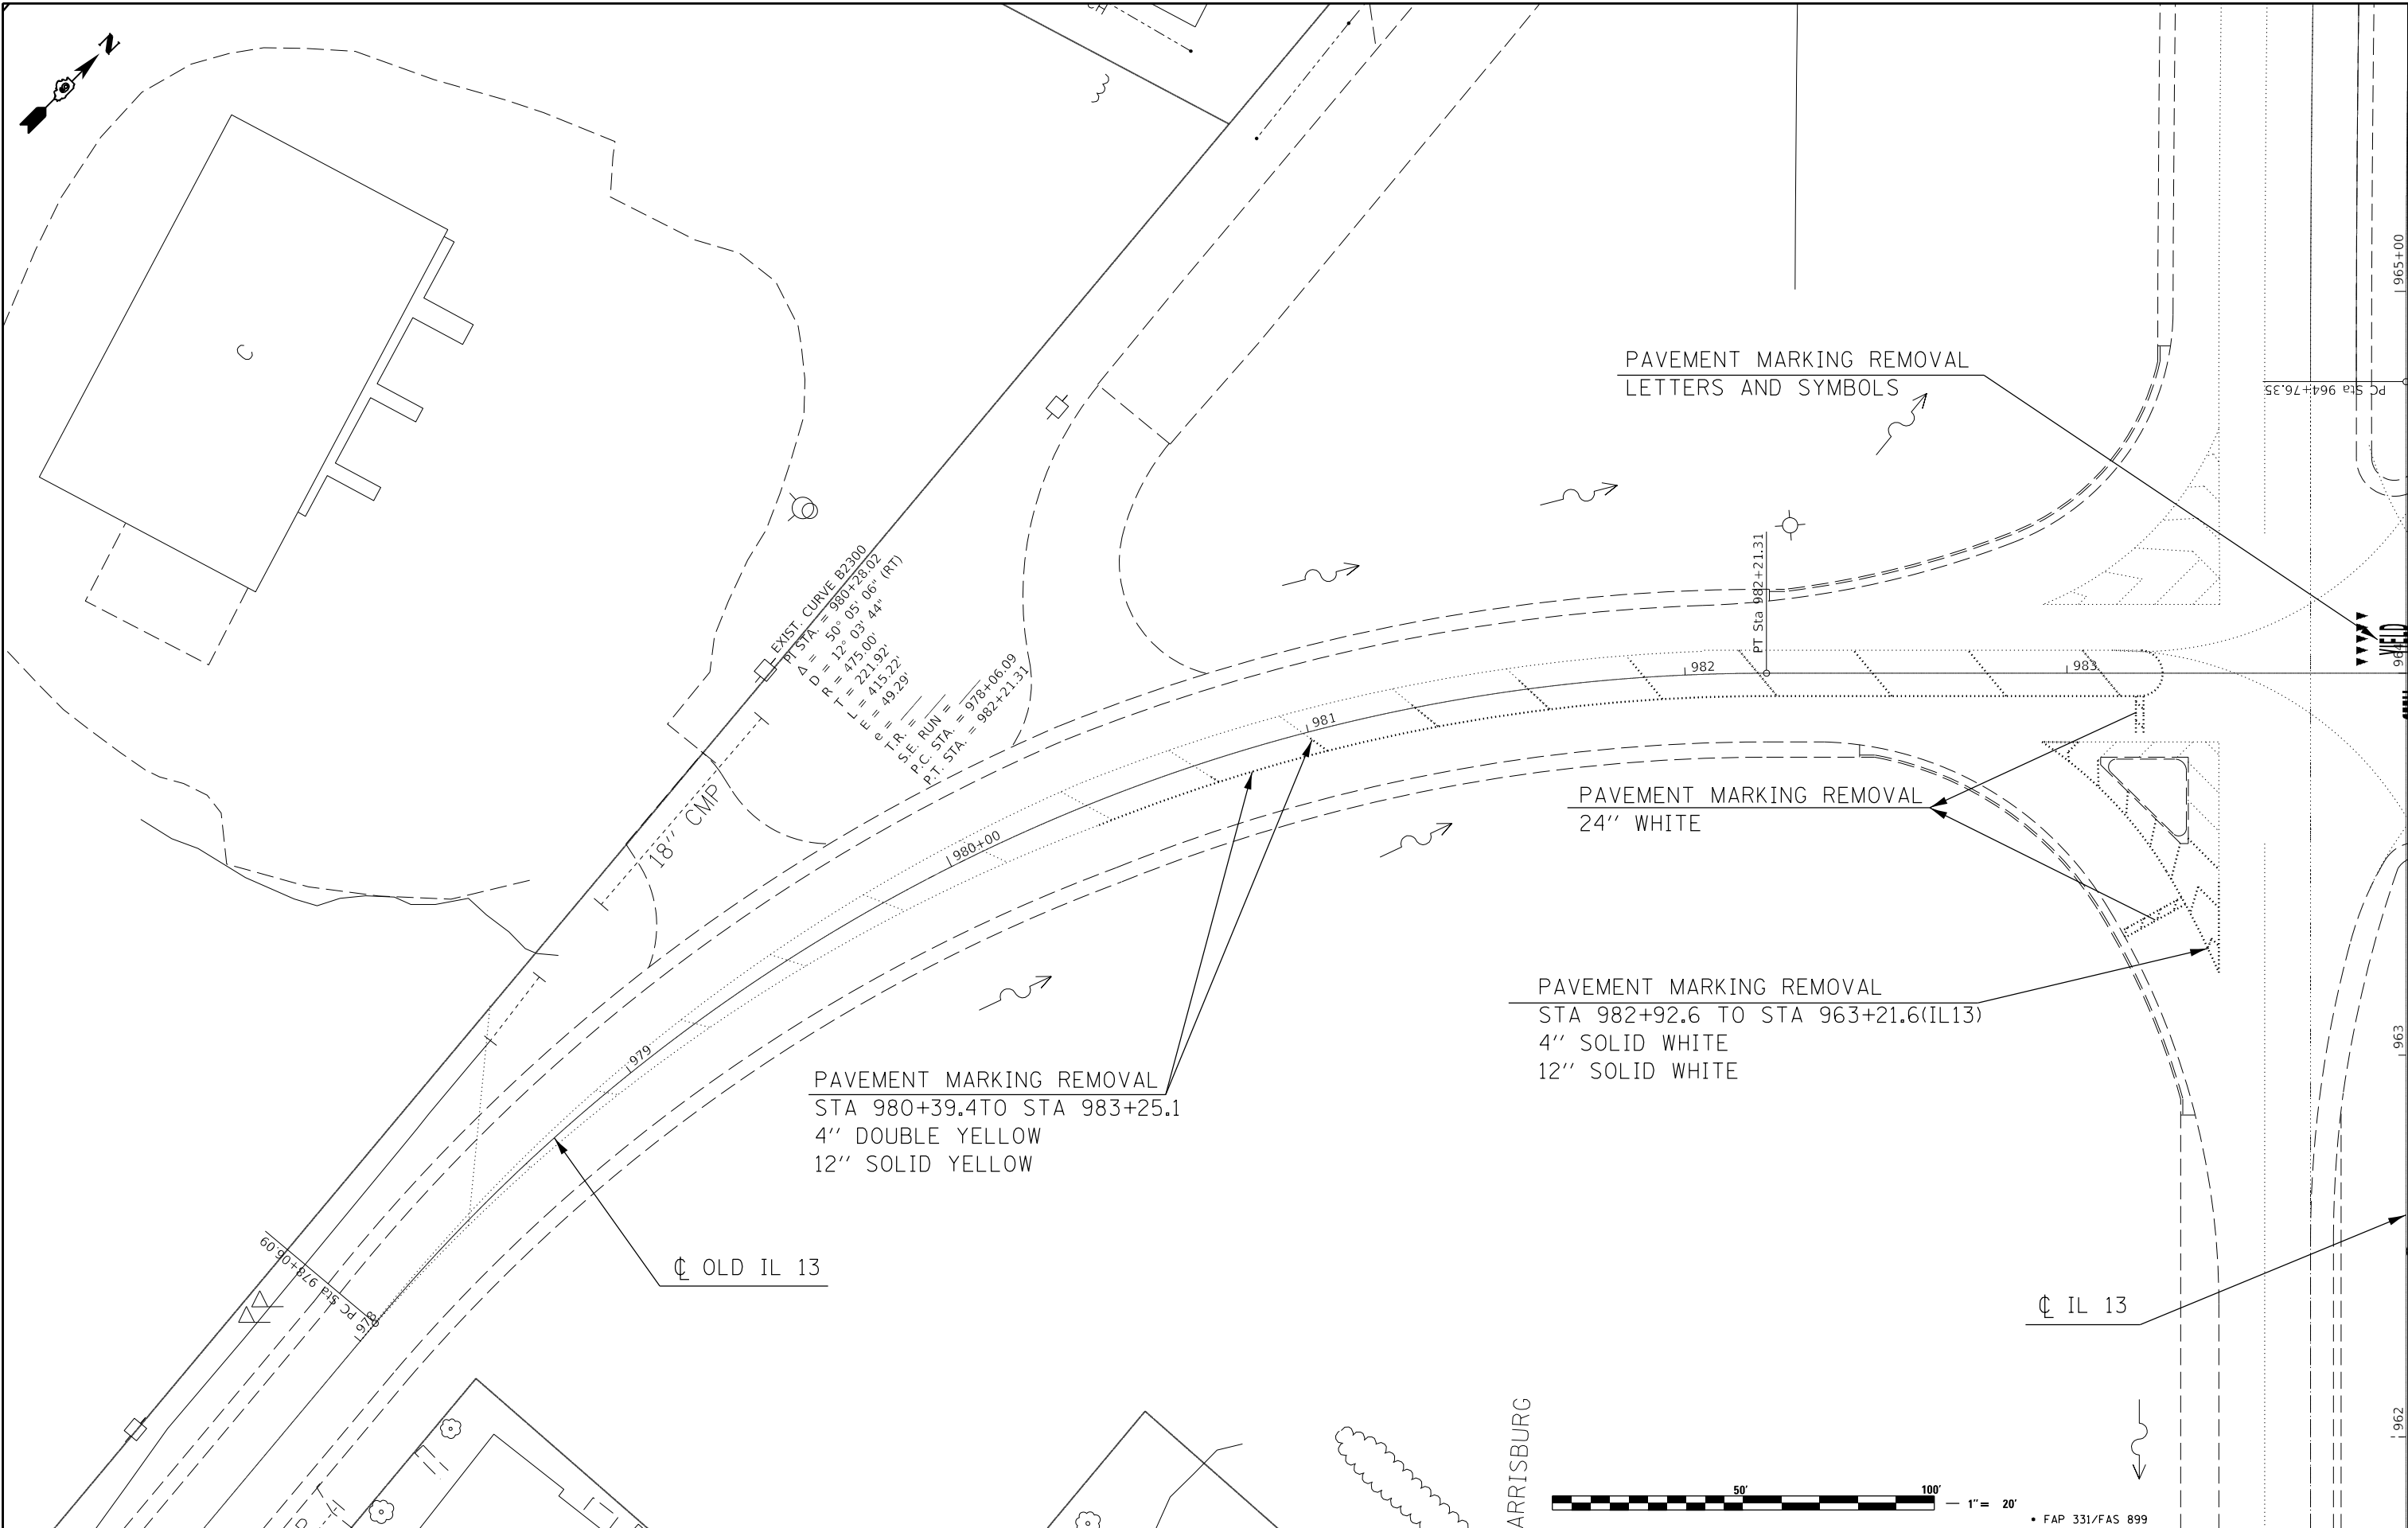 N
CH
C
965+00
PAVEMENT MARKING REMOVAL
LETTERS AND SYMBOLS
PC Sta 964+76.35
EXIST. CURVE B2300
PI STA. = 980+28.02
Δ = 50° 05' 06" (RT)
D = 12° 03' 44"
R = 475.00'
T = 221.92'
L = 415.22'
E = 49.29'
e =
T.R. =
S.E. RUN =
P.C. STA. = 978+06.09
P.T. STA. = 982+21.31
PT Sta 982+21.31
YIELD
964
982
983
981
18'' CMP
PAVEMENT MARKING REMOVAL
24'' WHITE
980+00
PAVEMENT MARKING REMOVAL
STA 982+92.6 TO STA 963+21.6(IL13)
4'' SOLID WHITE
12'' SOLID WHITE
963
979
PAVEMENT MARKING REMOVAL
STA 980+39.4TO STA 983+25.1
4'' DOUBLE YELLOW
12'' SOLID YELLOW
℄ OLD IL 13
PC Sta 978+06.09
978
℄ IL 13
962
ARRISBURG
50'
100'
1"= 20'
• FAP 331/FAS 899